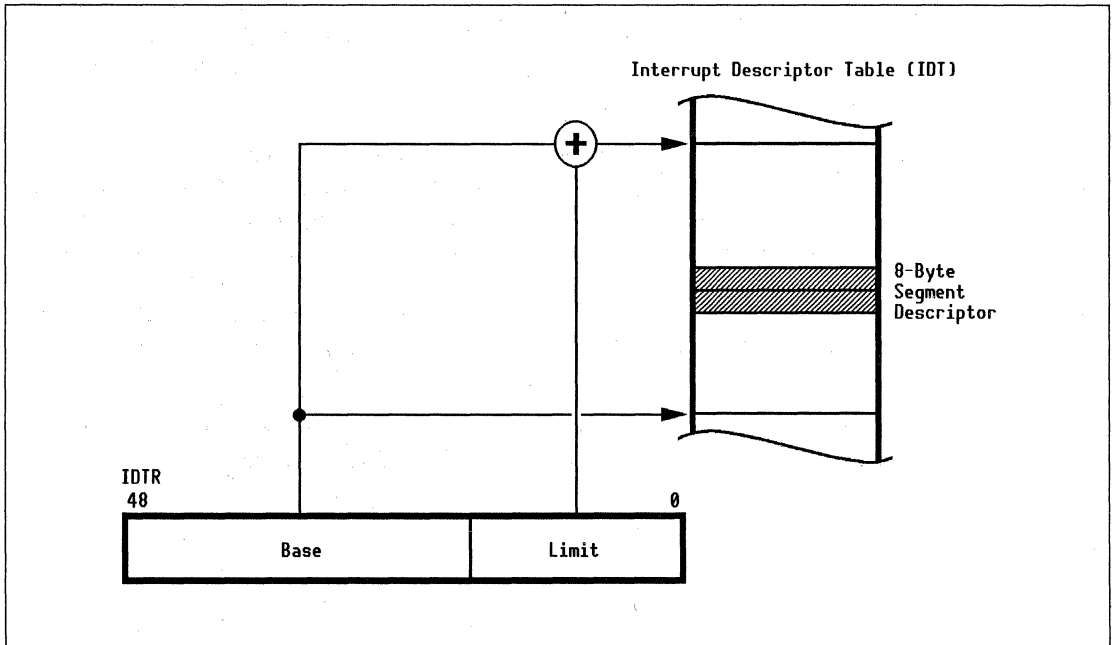 Interrupt Descriptor Table (IDT)
+
8-Byte
Segment
Descriptor
IDTR
48 0
Base Limit